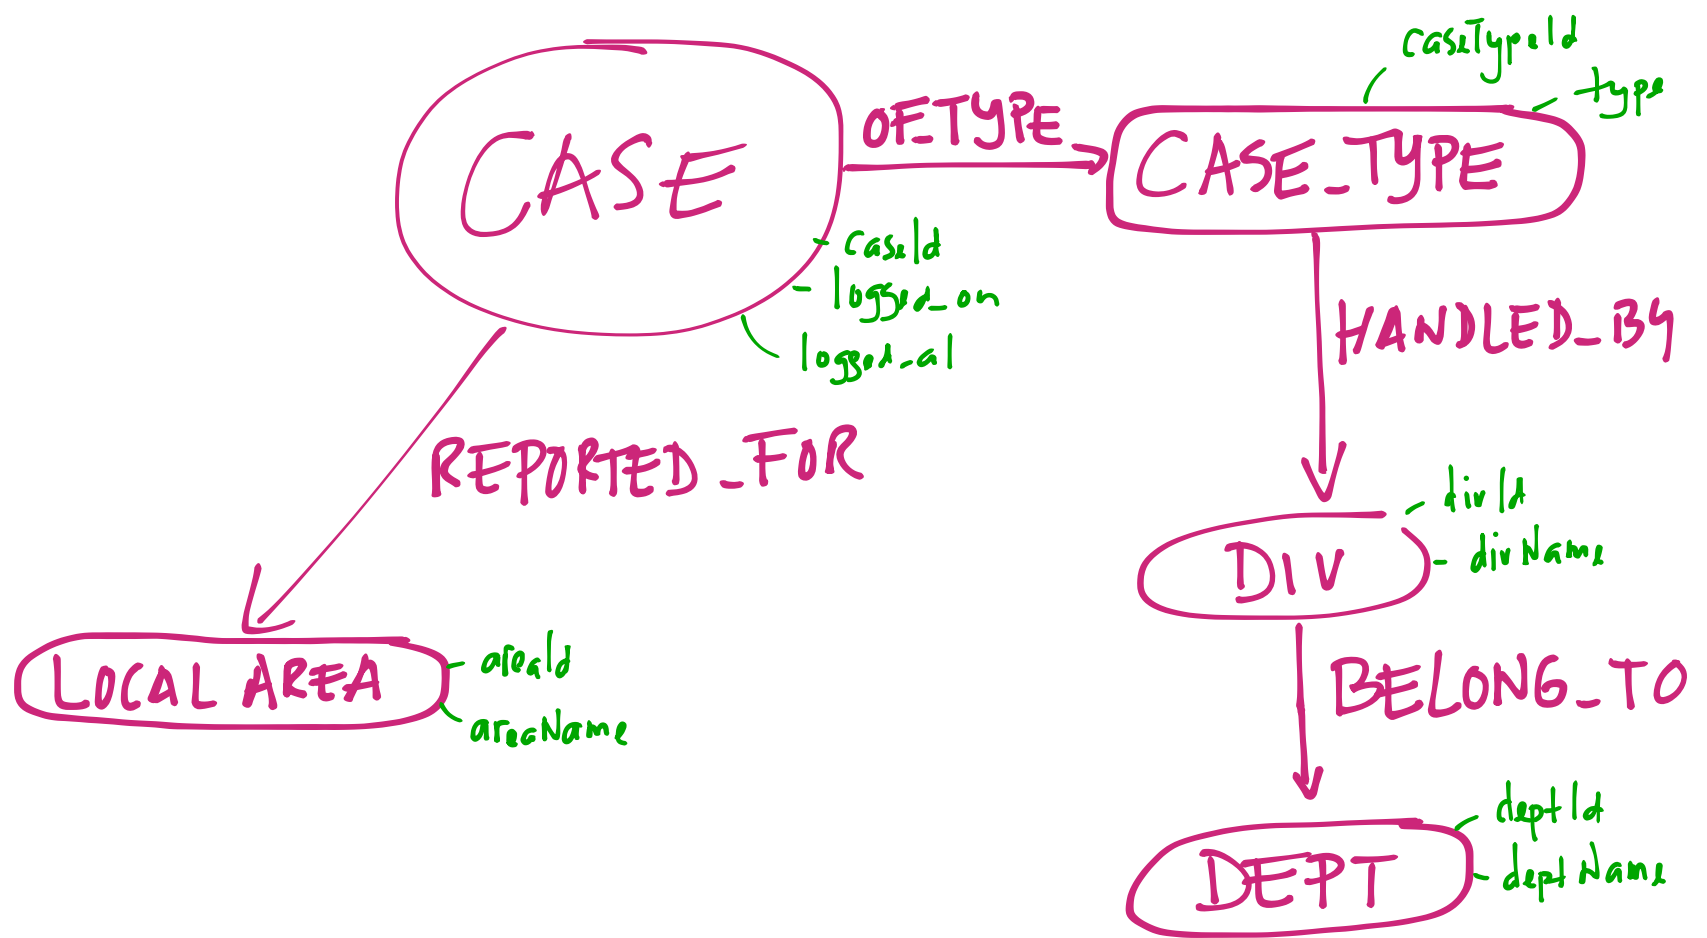 caseTypeId
type
OF_TYPE
CASE
CASE_TYPE
caseId
logged_on
logged_al
HANDLED_BY
REPORTED_FOR
divId
divName
DIV
LOCAL AREA
areaId
areaName
BELONG_TO
deptId
deptName
DEPT